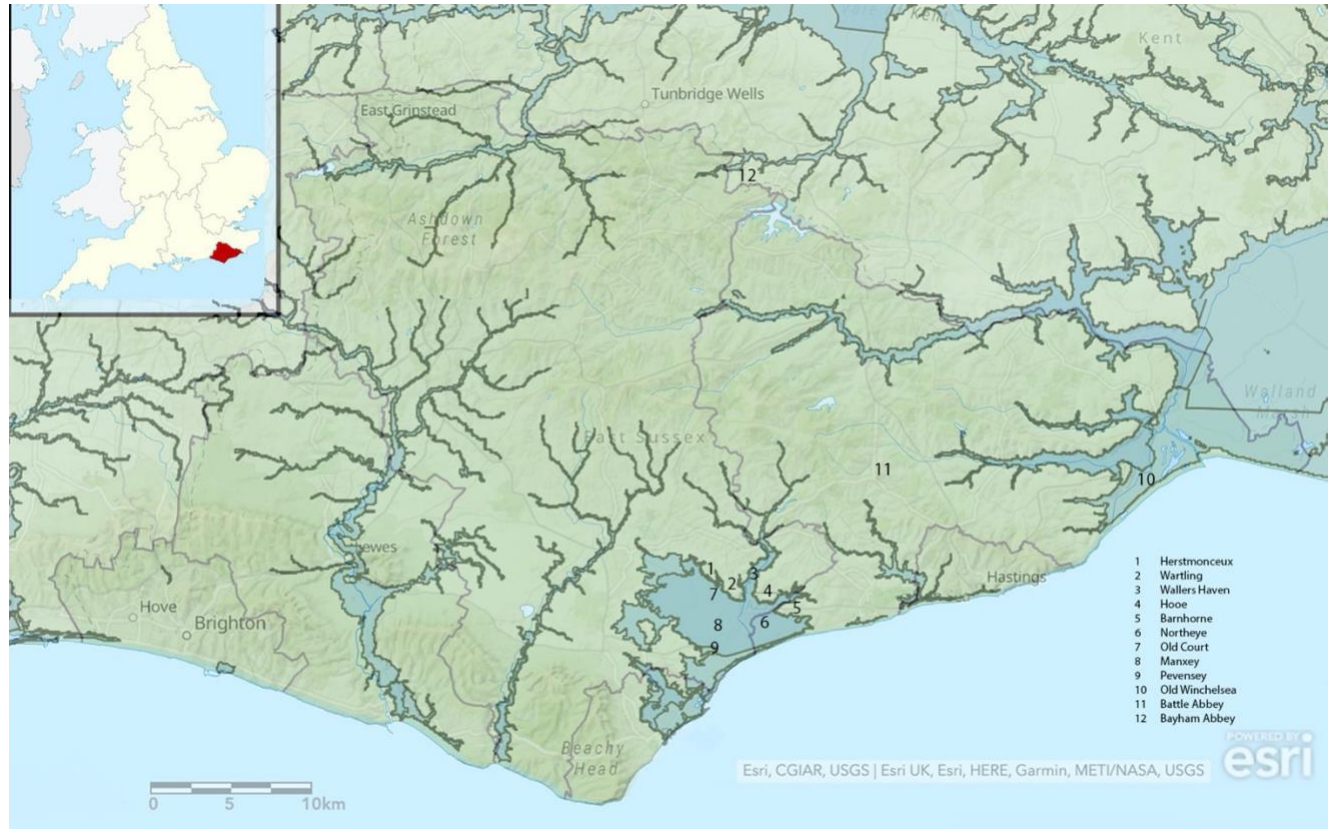 Kent
Tunbridge Wells
East Grinstead
12
Ashdown
Forest
Walland
East Sussex
11
10
Lewes
1
Herstmonceux
2
Wartling
3
Wallers Haven
4
Hooe
5
Barnhorne
6
Northeye
7
Old Court
8
Manxey
9
Pevensey
10
Old Winchelsea
11
Battle Abbey
12
Bayham Abbey
1
2
3
4
7
5
8
6
9
Hastings
Hove
Brighton
Beachy
Head
POWERED BY
esri
Esri, CGIAR, USGS | Esri UK, Esri, HERE, Garmin, METI/NASA, USGS
0 5 10km